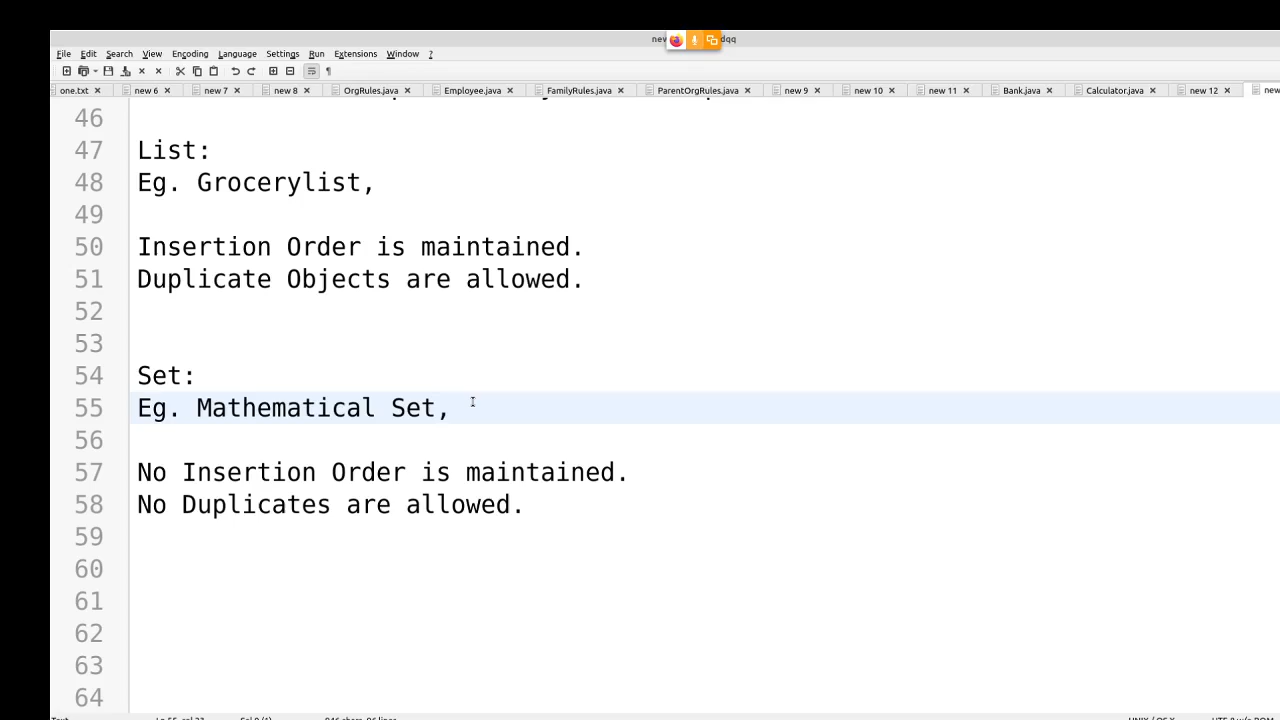 new
dqq
File Edit Search View Encoding Language Settings Run Extensions Window ?
one.txt new 6 new 7 new 8 OrgRules.java Employee.java FamilyRules.java ParentOrgRules.java new 9 new 10 new 11 Bank.java Calculator.java new 12 new
46
47 List:
48 Eg. Grocerylist,
49
50 Insertion Order is maintained.
51 Duplicate Objects are allowed.
52
53
54 Set:
55 Eg. Mathematical Set,
56
57 No Insertion Order is maintained.
58 No Duplicates are allowed.
59
60
61
62
63
64